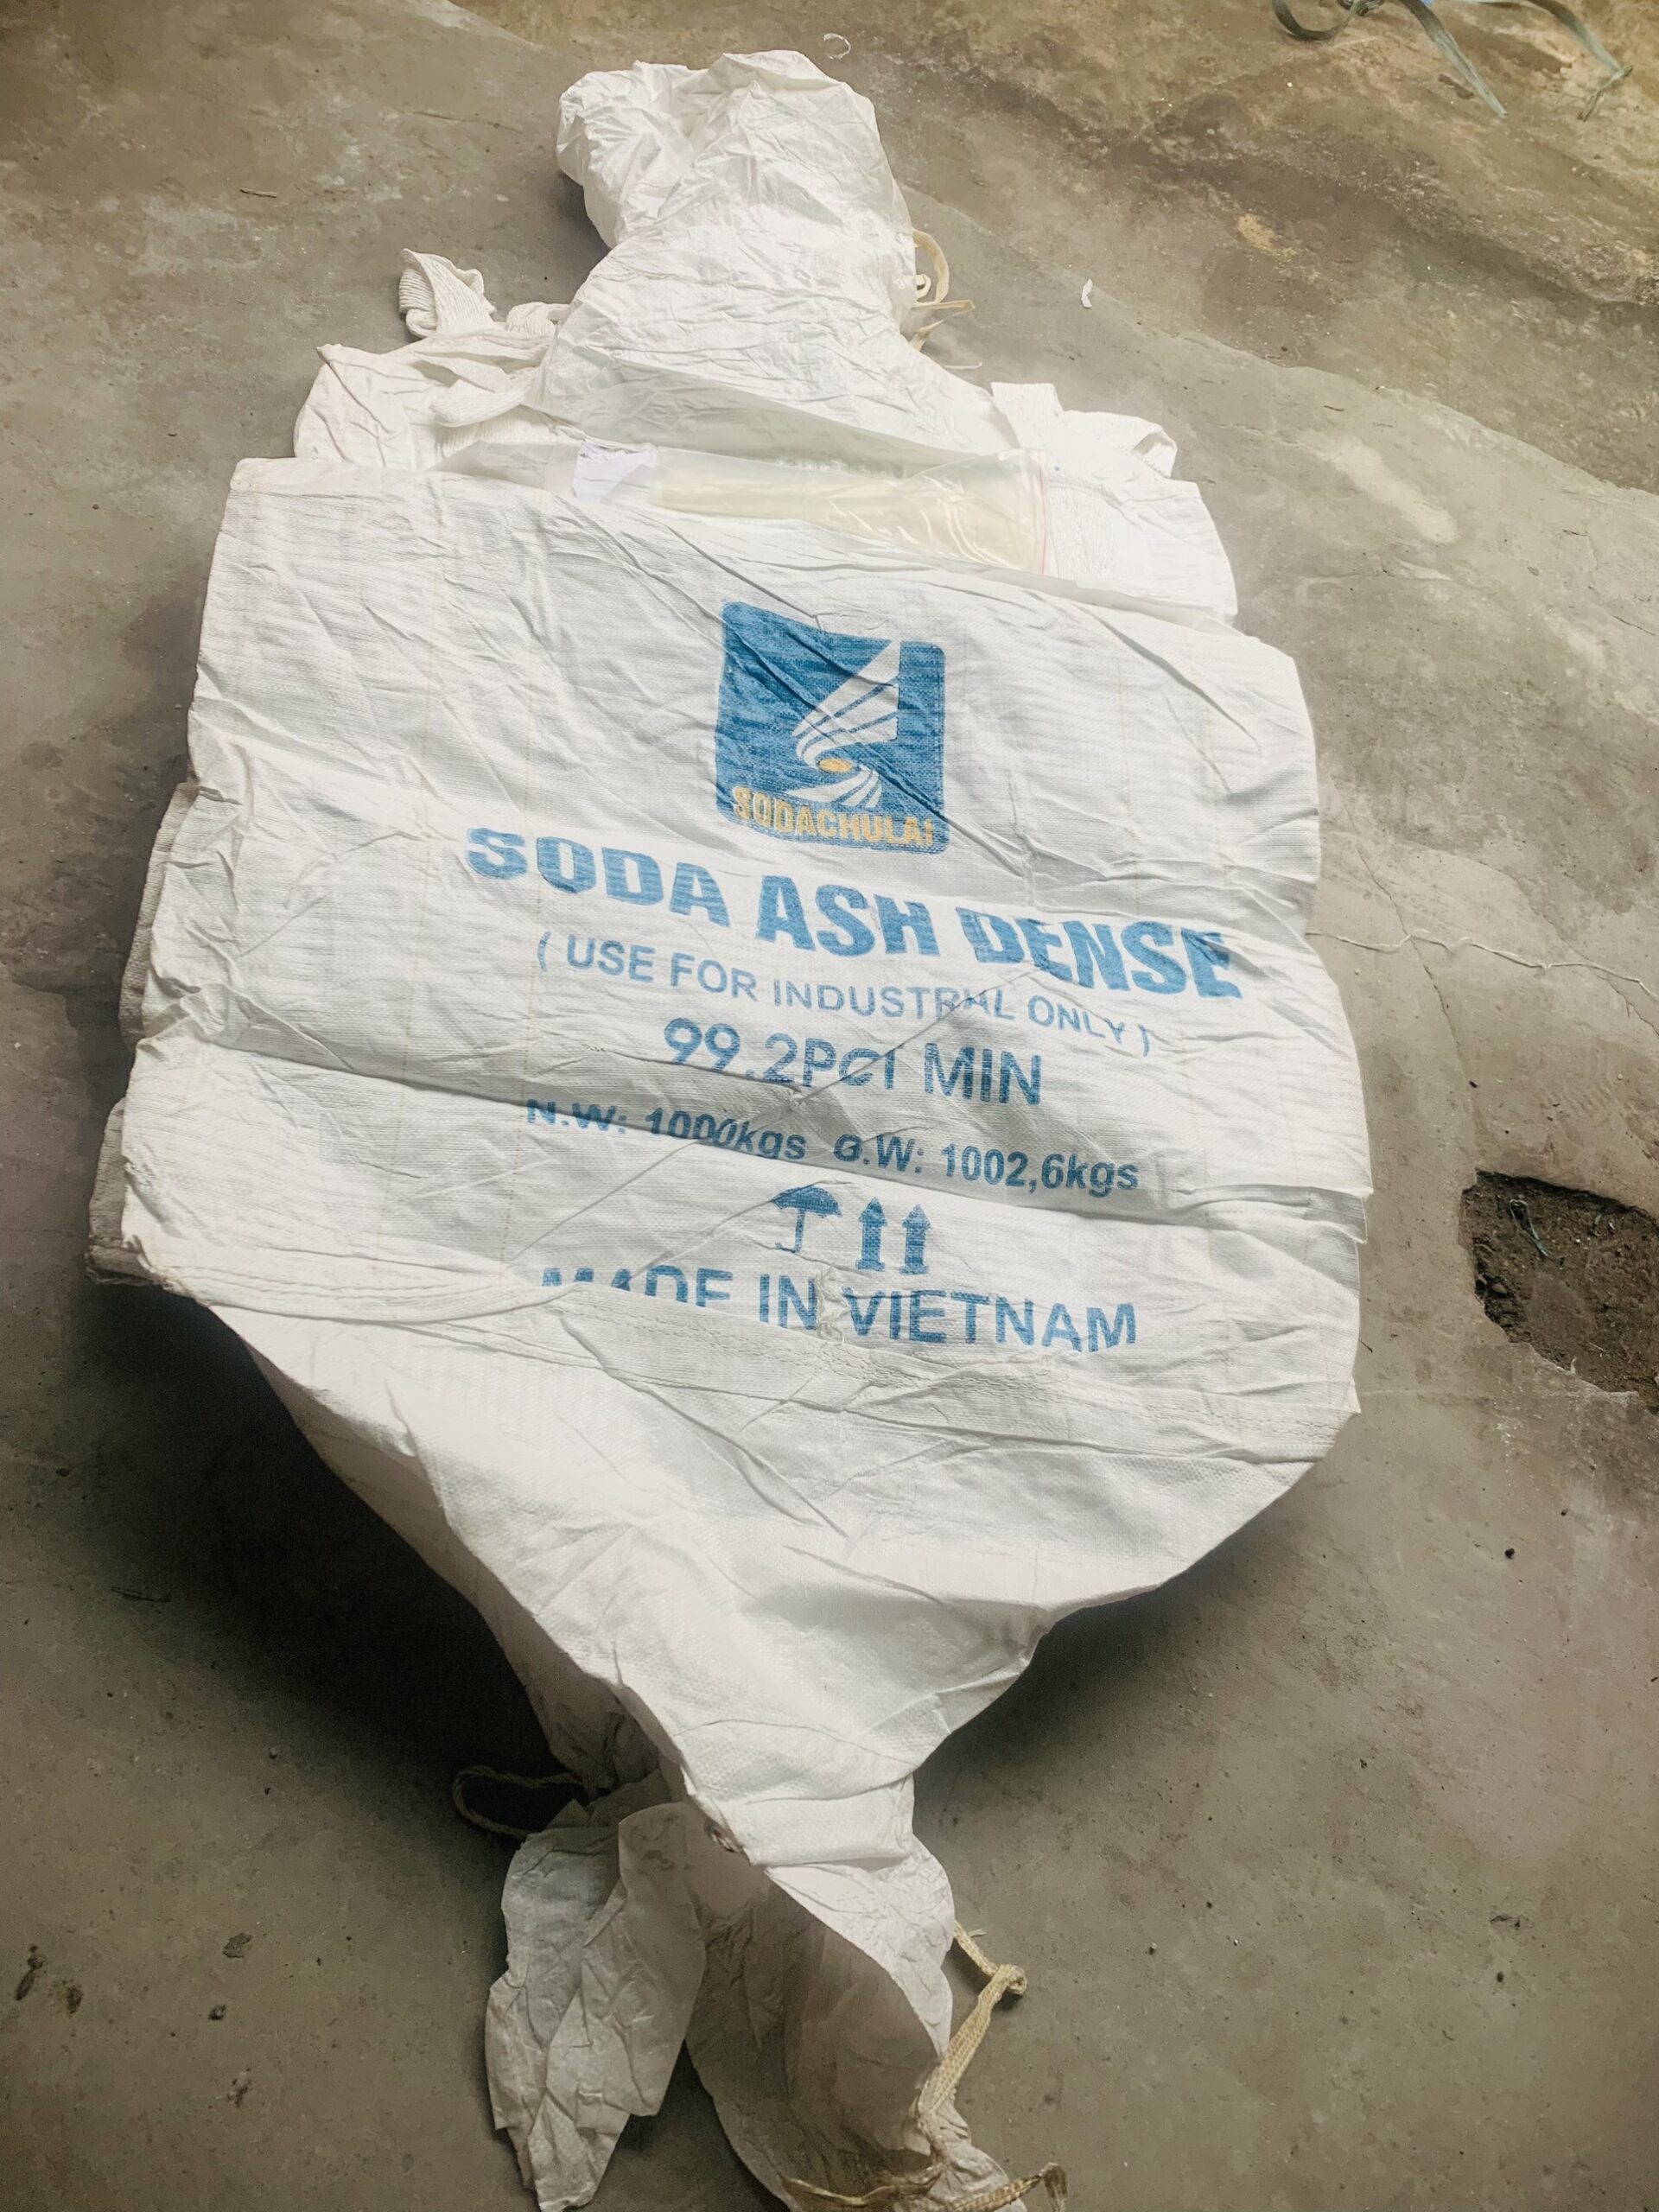 SODACHULAI
SODA ASH DENSE
( USE FOR INDUSTRIAL ONLY )
99.2PCT MIN
N.W: 1000kgs G.W: 1002,6kgs
MADE IN VIETNAM